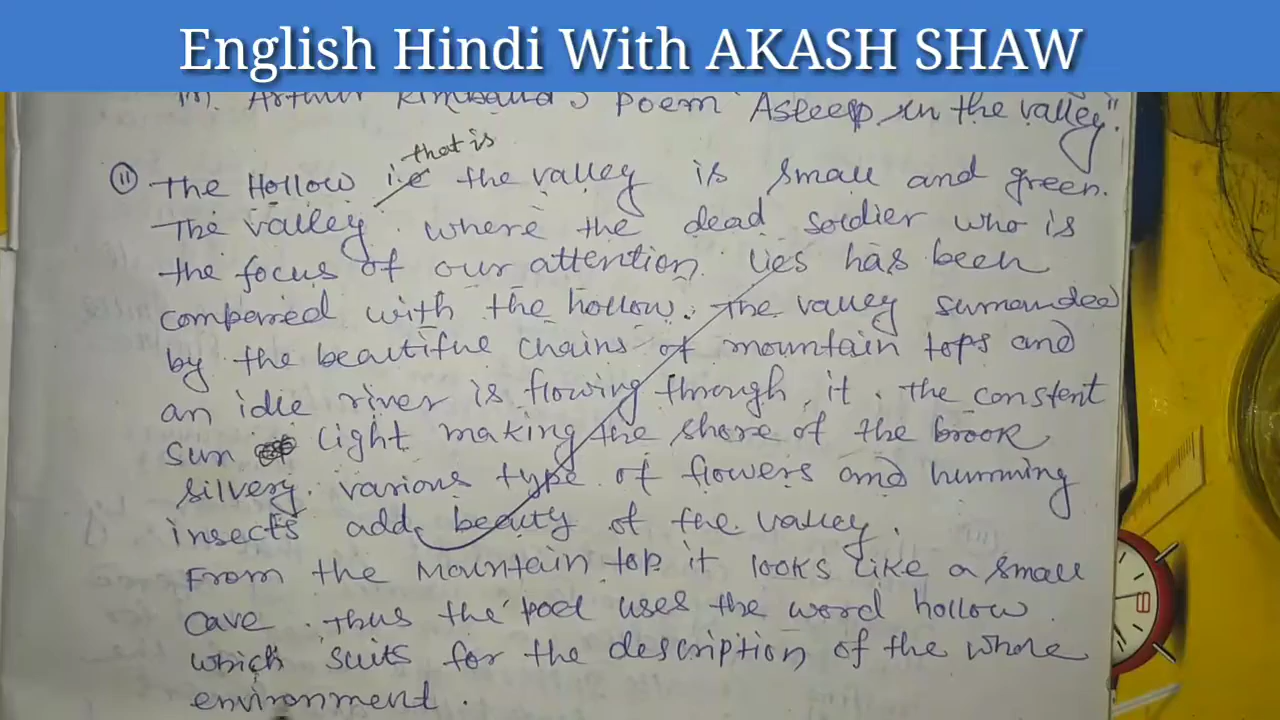 English Hindi With AKASH SHAW
Arthur Rimbaud's poem "Asleep in the valley".
that is
(ii) The Hollow i.e the valley is small and green.
The valley where the dead soldier who is
the focus of our attention lies has been
comperred with the hollow. The valley surrounded
by the beautiful chains of mountain tops and
an idle river is flowing through it. The constent
sun light making the shore of the brook
silvery. various type of flowers and humming
insects add beauty of the valley.
From the Mountain top it looks like a small
cave. Thus the poet uses the word hollow
which suits for the description of the whole
environment.